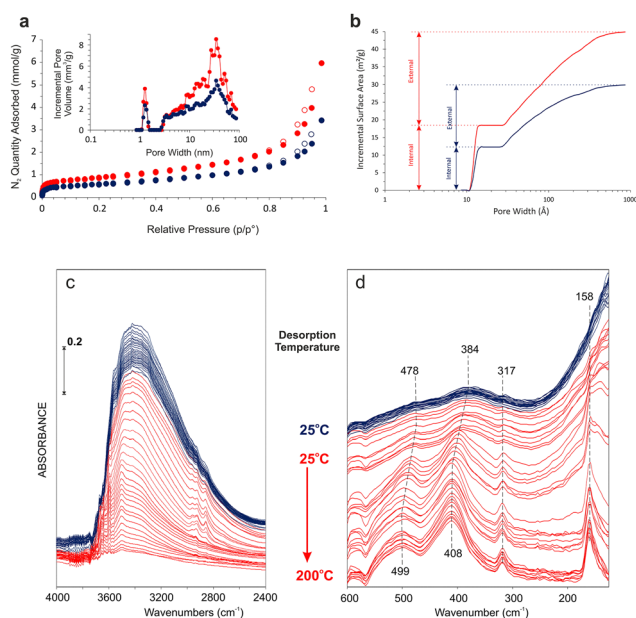 a
N₂ Quantity Adsorbed (mmol/g)
7
6
5
4
3
2
1
0
0
0.2
0.4
0.6
0.8
1
Relative Pressure (p/p°)
Incremental Pore
Volume (mm³/g)
9
8
7
6
5
4
3
2
1
0
0.1
1
10
100
Pore Width (nm)
b
Incremental Surface Area (m²/g)
45
40
35
30
25
20
15
10
5
0
1
10
100
1000
Pore Width (Å)
External
Internal
External
Internal
c
0.2
ABSORBANCE
4000
3600
3200
2800
2400
Wavenumbers (cm⁻¹)
Desorption
Temperature
25°C
25°C
200°C
d
158
384
478
317
499
408
600
500
400
300
200
Wavenumber (cm⁻¹)